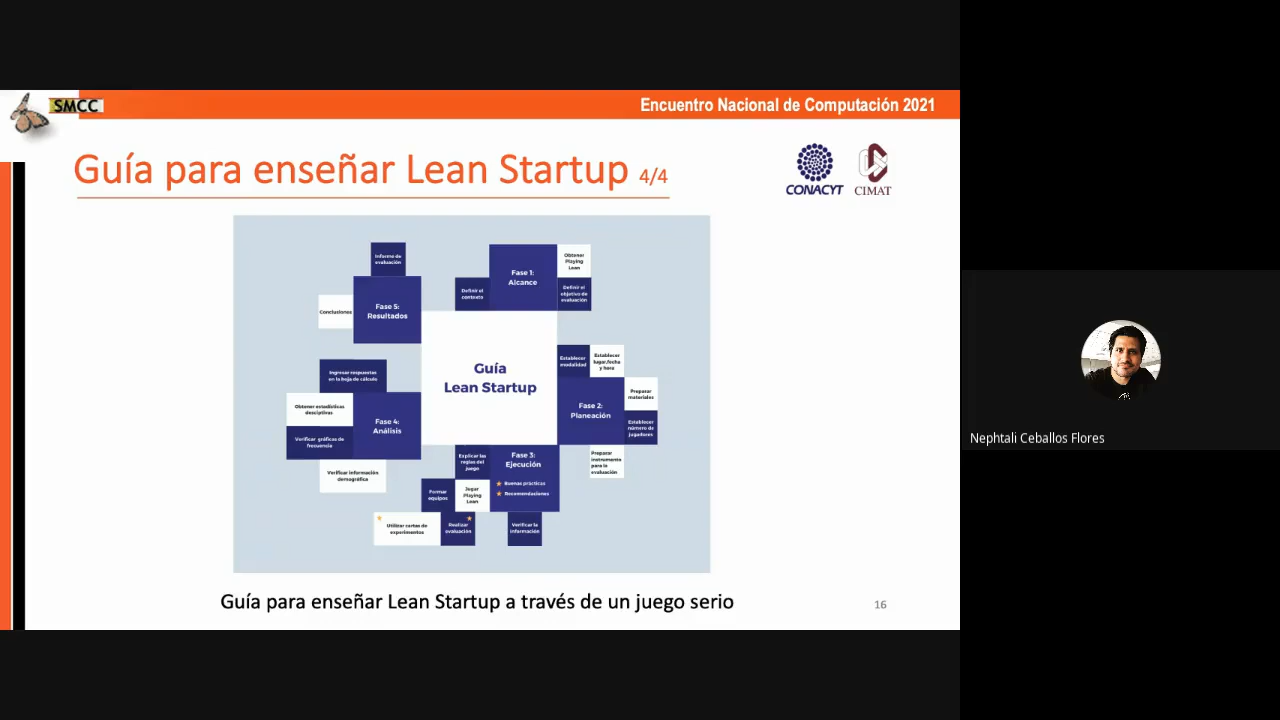 SMCC
Encuentro Nacional de Computación 2021
Guía para enseñar Lean Startup 4/4
CONACYT
CIMAT
Informe de
evaluación
Fase 5:
Resultados
Conclusiones
Fase 1:
Alcance
Obtener
Playing
Lean
Definir el
contexto
Definir el
objetivo de
evaluación
Guía
Lean Startup
Establecer
modalidad
Establecer
lugar, fecha
y hora
Fase 2:
Planeación
Preparar
materiales
Establecer
número de
jugadores
Preparar
instrumento
para la
evaluación
Ingresar respuestas
en la hoja de cálculo
Obtener estadísticas
descriptivas
Fase 4:
Análisis
Verificar gráficas de
frecuencia
Verificar información
demográfica
Explicar las
reglas del
juego
Fase 3:
Ejecución
Buenas prácticas
Recomendaciones
Formar
equipos
Jugar
Playing
Lean
Utilizar cartas de
experimentos
Realizar
evaluación
Verificar la
información
Guía para enseñar Lean Startup a través de un juego serio
16
Nephtali Ceballos Flores